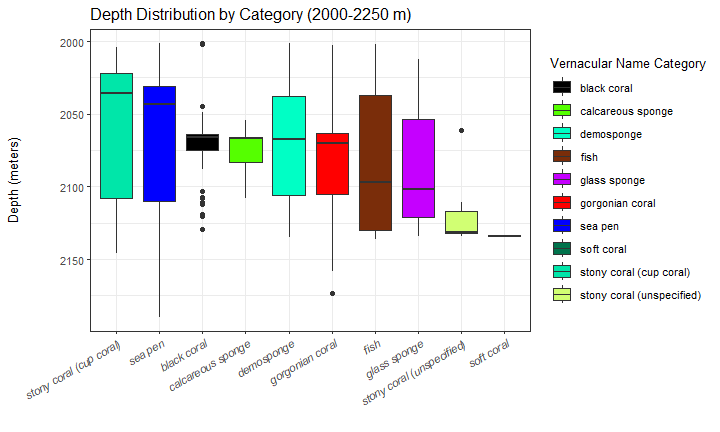 Depth Distribution by Category (2000-2250 m)
Depth (meters)
2000
2050
2100
2150
stony coral (cup coral)
sea pen
black coral
calcareous sponge
demosponge
gorgonian coral
fish
glass sponge
stony coral (unspecified)
soft coral
Vernacular Name Category
black coral
calcareous sponge
demosponge
fish
glass sponge
gorgonian coral
sea pen
soft coral
stony coral (cup coral)
stony coral (unspecified)